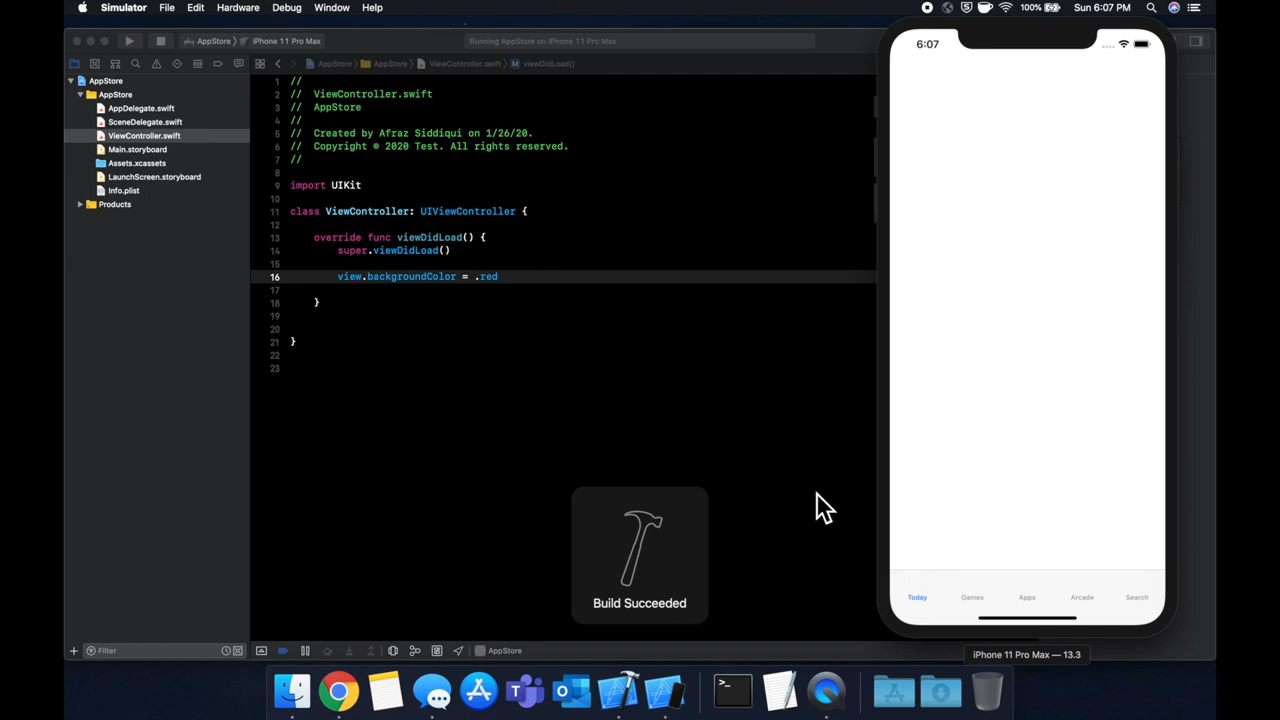 Simulator File Edit Hardware Debug Window Help
100% Sun 6:07 PM
AppStore iPhone 11 Pro Max
Running AppStore on iPhone 11 Pro Max
AppStore AppStore ViewController.swift M viewDidLoad()
AppStore
AppStore
AppDelegate.swift
SceneDelegate.swift
ViewController.swift
Main.storyboard
Assets.xcassets
LaunchScreen.storyboard
Info.plist
Products
1 //
2 // ViewController.swift
3 // AppStore
4 //
5 // Created by Afraz Siddiqui on 1/26/20.
6 // Copyright © 2020 Test. All rights reserved.
7 //
8
9 import UIKit
10
11 class ViewController: UIViewController {
12
13 override func viewDidLoad() {
14 super.viewDidLoad()
15
16 view.backgroundColor = .red
17
18 }
19
20
21 }
22
23
Build Succeeded
6:07
Today Games Apps Arcade Search
iPhone 11 Pro Max — 13.3
Filter
AppStore